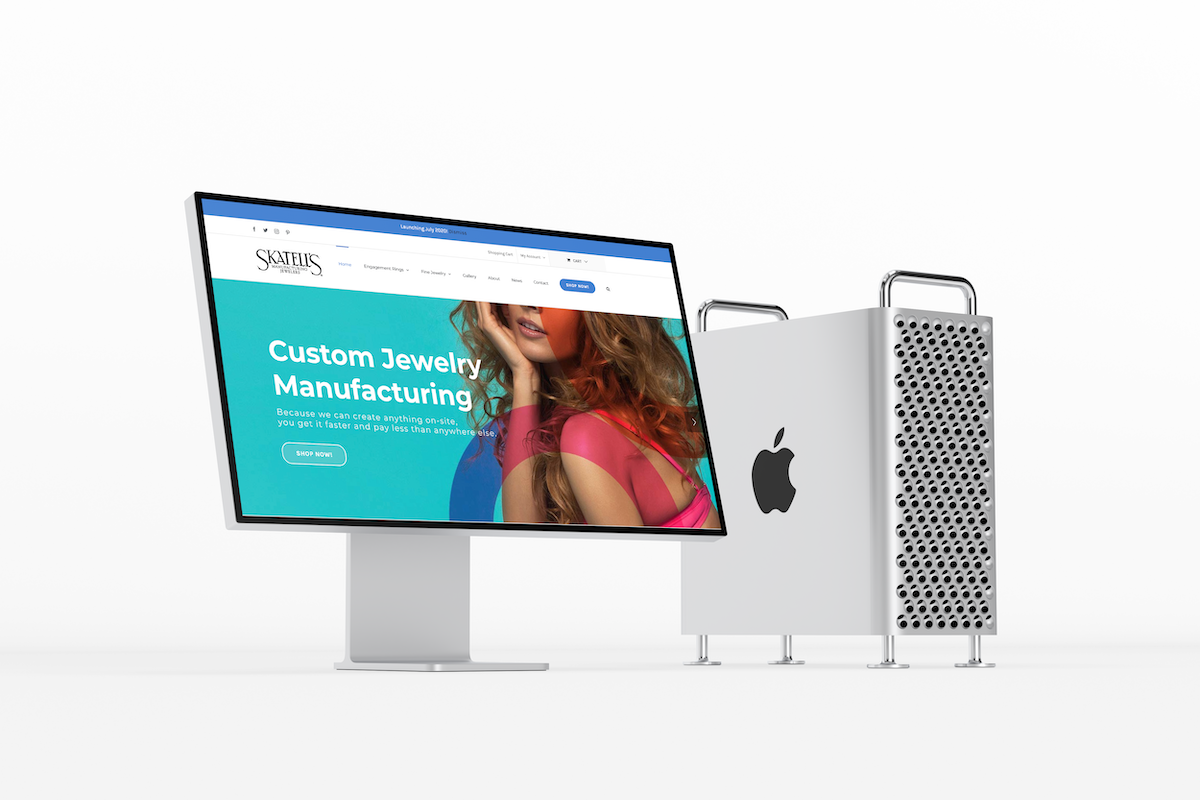 Launching July 2020!
Shopping Cart My Account CART
SKATELL'S
MANUFACTURING
JEWELERS
Home Engagement Rings Fine Jewelry Gallery About News Contact SHOP NOW!
Custom Jewelry
Manufacturing
Because we can create anything on-site,
you get it faster and pay less than anywhere else.
SHOP NOW!